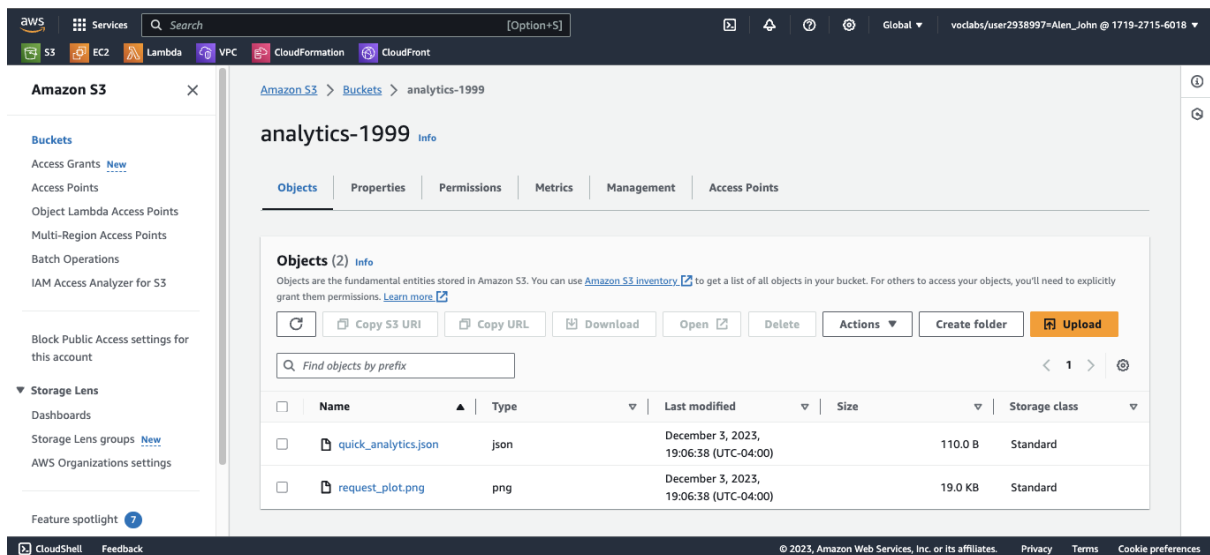 aws Services Search [Option+S] Global voclabs/user2938997=Alen_John @ 1719-2715-6018
S3 EC2 Lambda VPC CloudFormation CloudFront
Amazon S3
Buckets
Access Grants New
Access Points
Object Lambda Access Points
Multi-Region Access Points
Batch Operations
IAM Access Analyzer for S3
Block Public Access settings for
this account
Storage Lens
Dashboards
Storage Lens groups New
AWS Organizations settings
Feature spotlight 7
Amazon S3 > Buckets > analytics-1999
analytics-1999 Info
Objects Properties Permissions Metrics Management Access Points
Objects (2) Info
Objects are the fundamental entities stored in Amazon S3. You can use Amazon S3 inventory to get a list of all objects in your bucket. For others to access your objects, you'll need to explicitly
grant them permissions. Learn more
Copy S3 URI Copy URL Download Open Delete Actions Create folder Upload
Find objects by prefix
< 1 >
Name Type Last modified Size Storage class
quick_analytics.json json December 3, 2023, 110.0 B Standard
19:06:38 (UTC-04:00)
request_plot.png png December 3, 2023, 19.0 KB Standard
19:06:38 (UTC-04:00)
CloudShell Feedback © 2023, Amazon Web Services, Inc. or its affiliates. Privacy Terms Cookie preferences